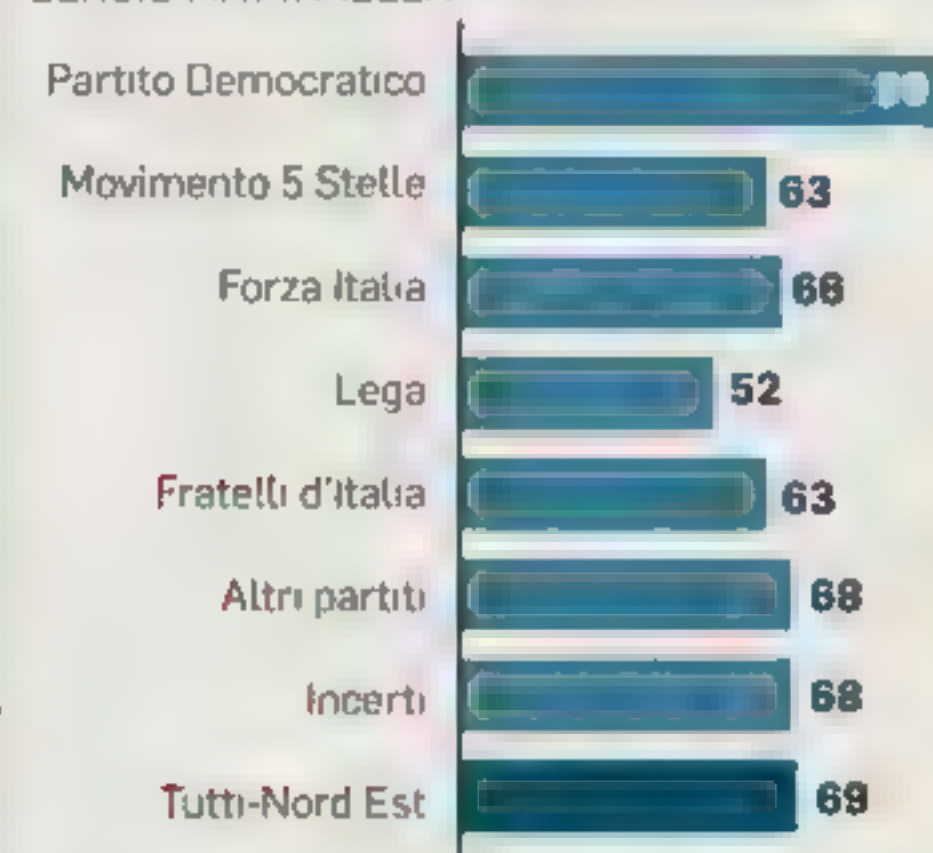 Partito Democratico
Movimento 5 Stelle 63
Forza Italia 66
Lega 52
Fratelli d'Italia 63
Altri partiti 68
Incerti 68
Tutti-Nord Est 69